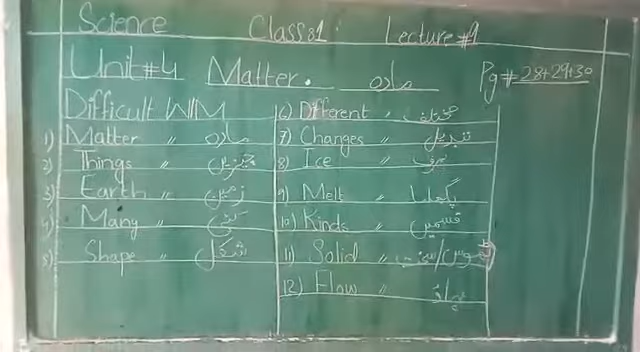 Science Class:1 Lecture #1
Unit #4 Matter. مادہ Pg # 28+29+30
Difficult W/M
1) Matter " مادہ
2) Things " چیزیں
3) Earth " زمین
4) Many " کئی
5) Shape " شکل
6) Different " مختلف
7) Changes " تبدیل
8) Ice " برف
9) Melt " پگھلنا
10) Kinds " قسمیں
11) Solid " ٹھوس/سخت
12) Flow " بہاؤ